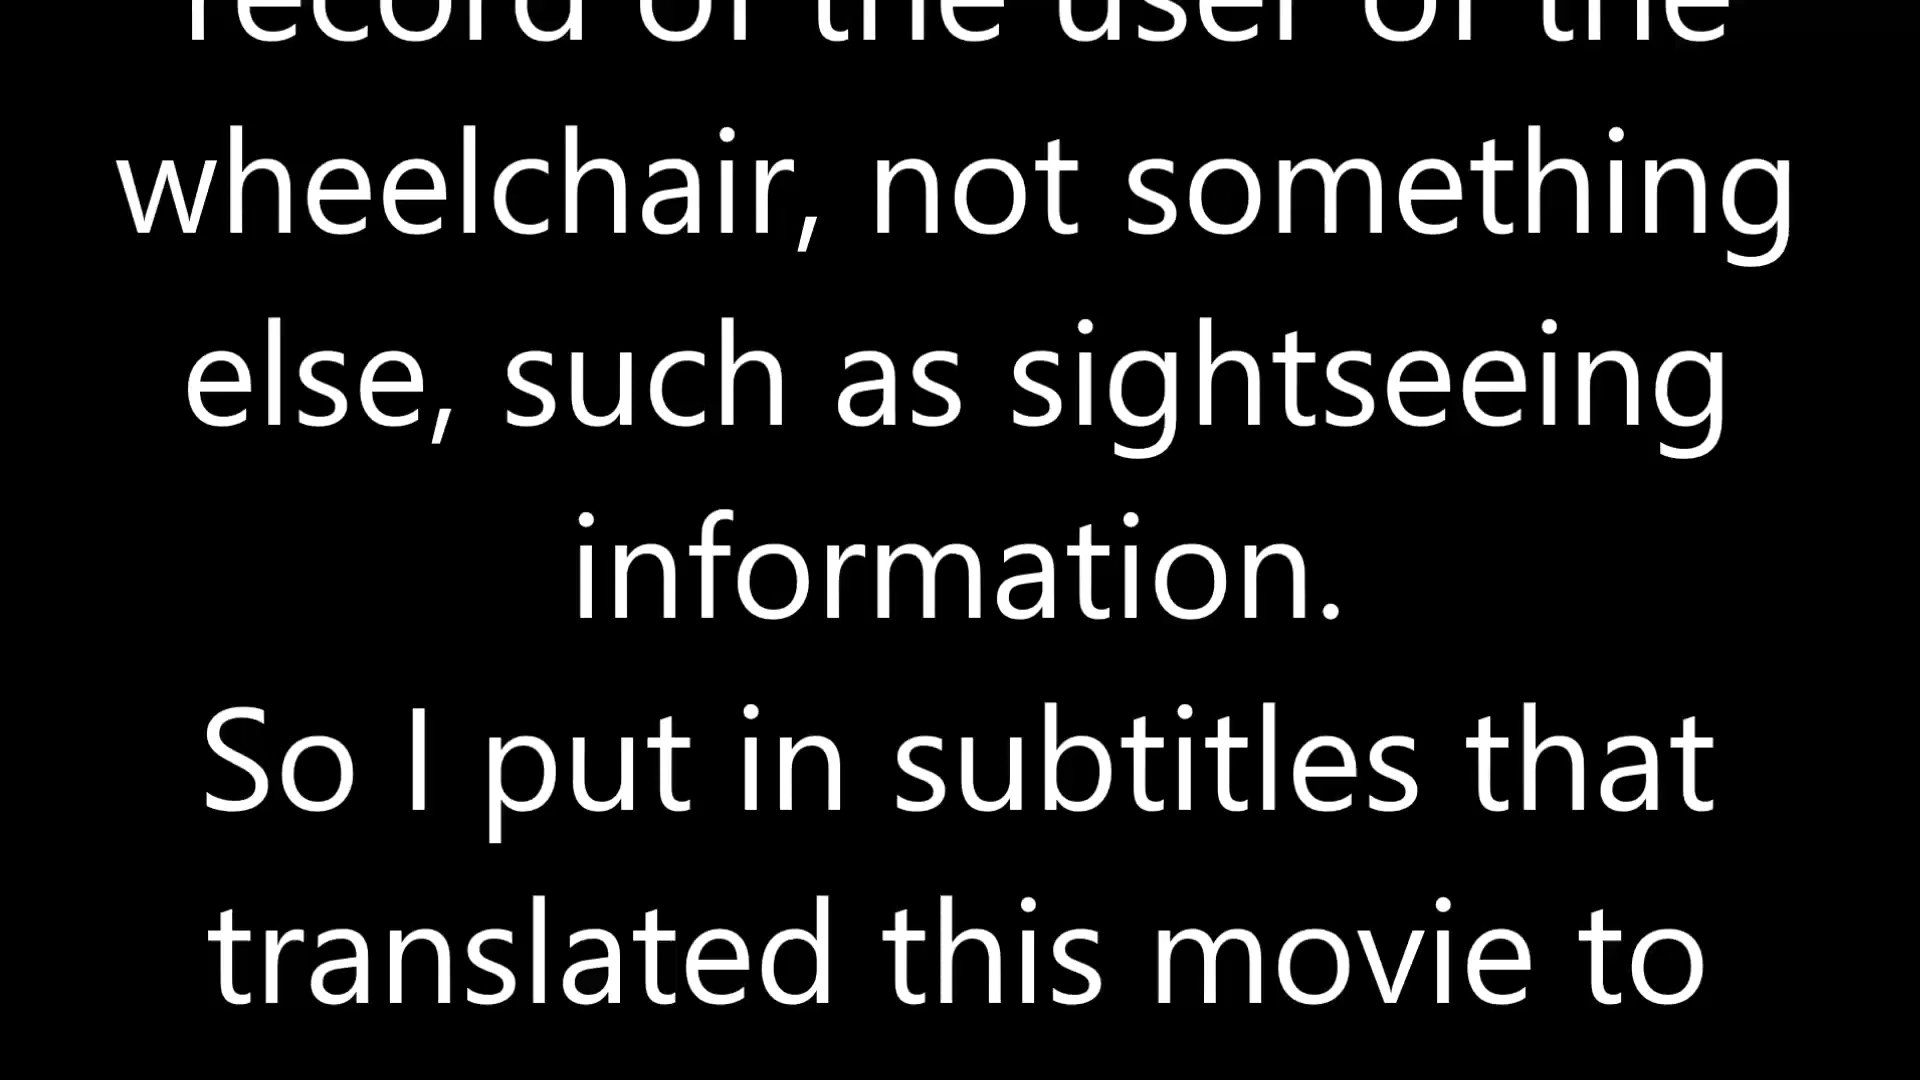 record of the user of the
wheelchair, not something
else, such as sightseeing
information.
So I put in subtitles that
translated this movie to